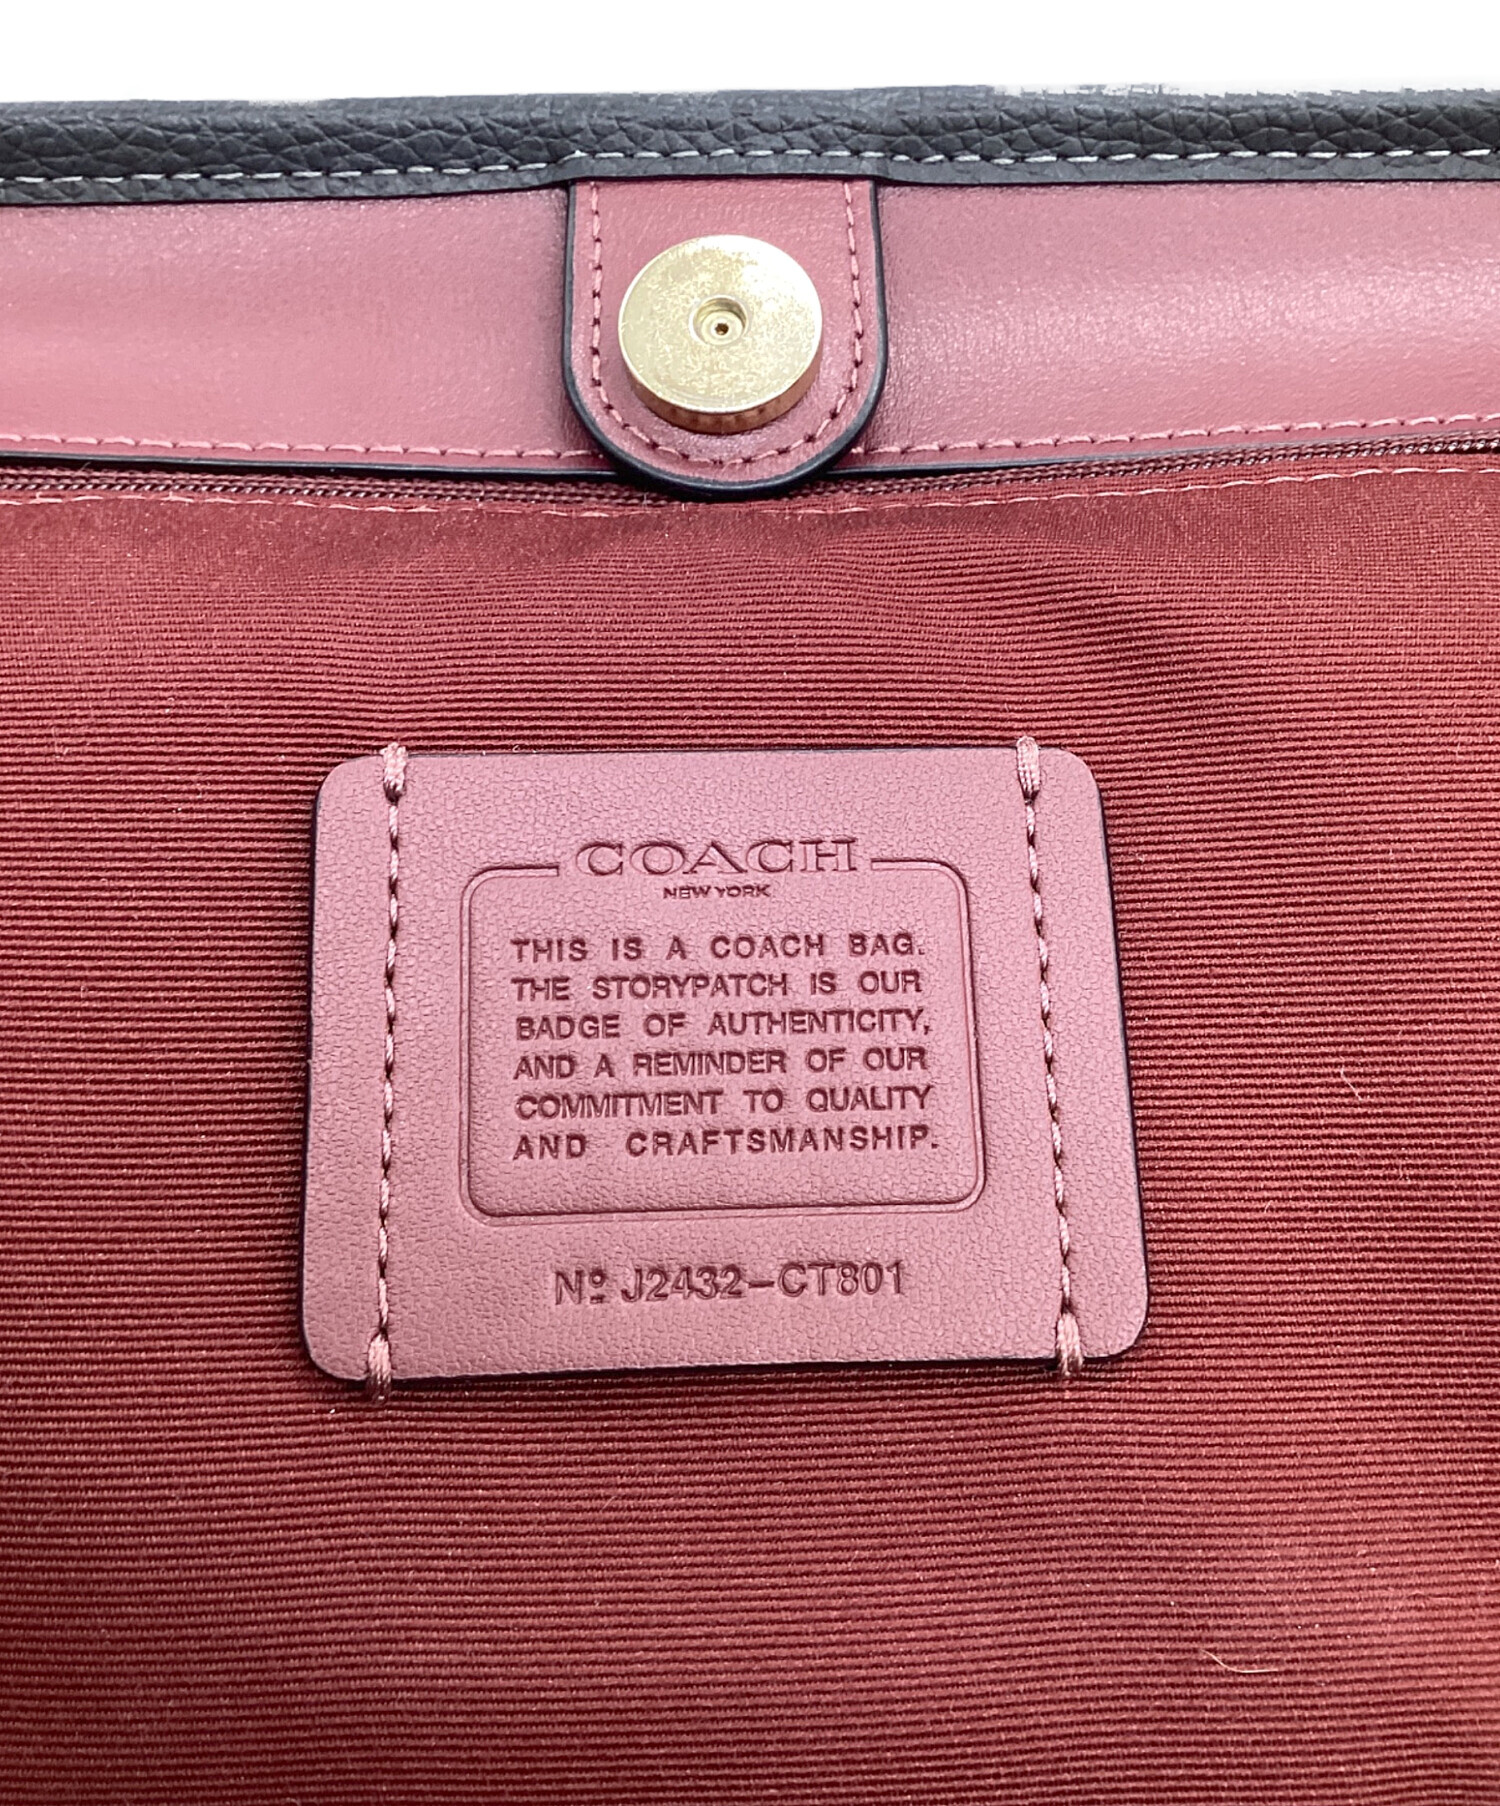 COACH
NEW YORK
THIS IS A COACH BAG.
THE STORYPATCH IS OUR
BADGE OF AUTHENTICITY,
AND A REMINDER OF OUR
COMMITMENT TO QUALITY
AND CRAFTSMANSHIP.
Nº J2432-CT801